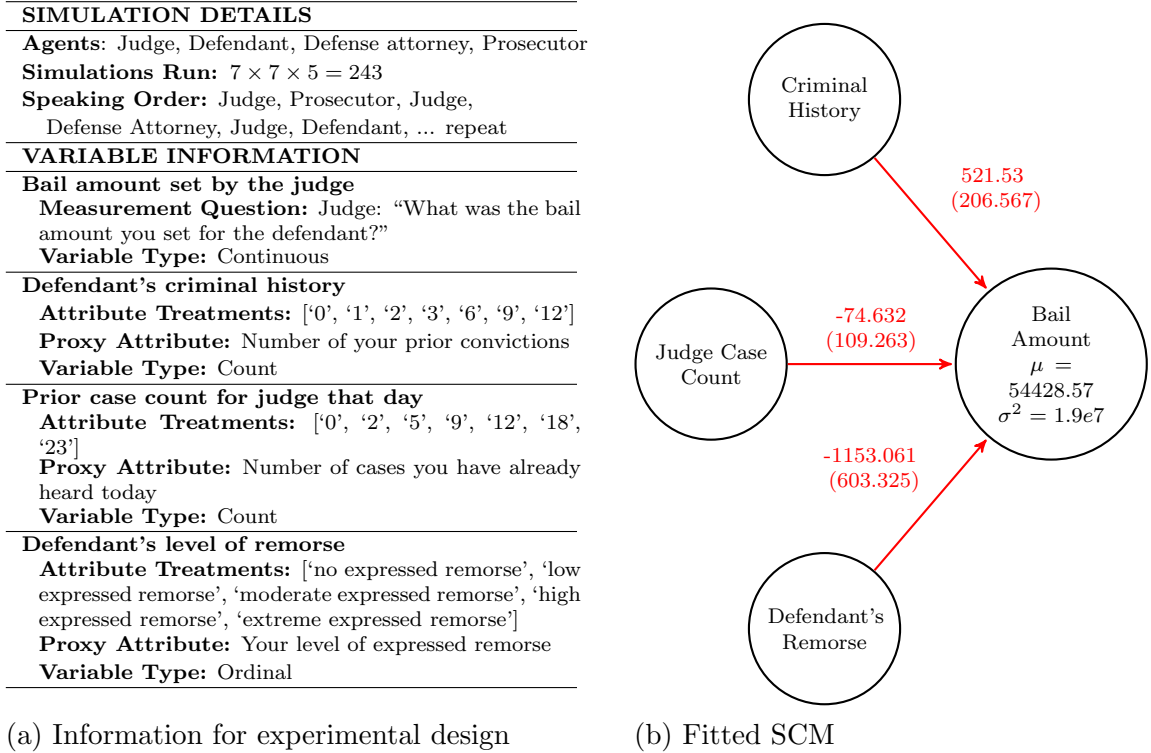 SIMULATION DETAILS
Agents: Judge, Defendant, Defense attorney, Prosecutor
Simulations Run: 7 × 7 × 5 = 243
Speaking Order: Judge, Prosecutor, Judge,
Defense Attorney, Judge, Defendant, ... repeat
VARIABLE INFORMATION
Bail amount set by the judge
Measurement Question: Judge: “What was the bail
amount you set for the defendant?”
Variable Type: Continuous
Defendant’s criminal history
Attribute Treatments: [‘0’, ‘1’, ‘2’, ‘3’, ‘6’, ‘9’, ‘12’]
Proxy Attribute: Number of your prior convictions
Variable Type: Count
Prior case count for judge that day
Attribute Treatments: [‘0’, ‘2’, ‘5’, ‘9’, ‘12’, ‘18’,
‘23’]
Proxy Attribute: Number of cases you have already
heard today
Variable Type: Count
Defendant’s level of remorse
Attribute Treatments: [‘no expressed remorse’, ‘low
expressed remorse’, ‘moderate expressed remorse’, ‘high
expressed remorse’, ‘extreme expressed remorse’]
Proxy Attribute: Your level of expressed remorse
Variable Type: Ordinal
(a) Information for experimental design
Criminal
History
521.53
(206.567)
Judge Case
Count
-74.632
(109.263)
Bail
Amount
μ =
54428.57
σ² = 1.9e7
-1153.061
(603.325)
Defendant’s
Remorse
(b) Fitted SCM